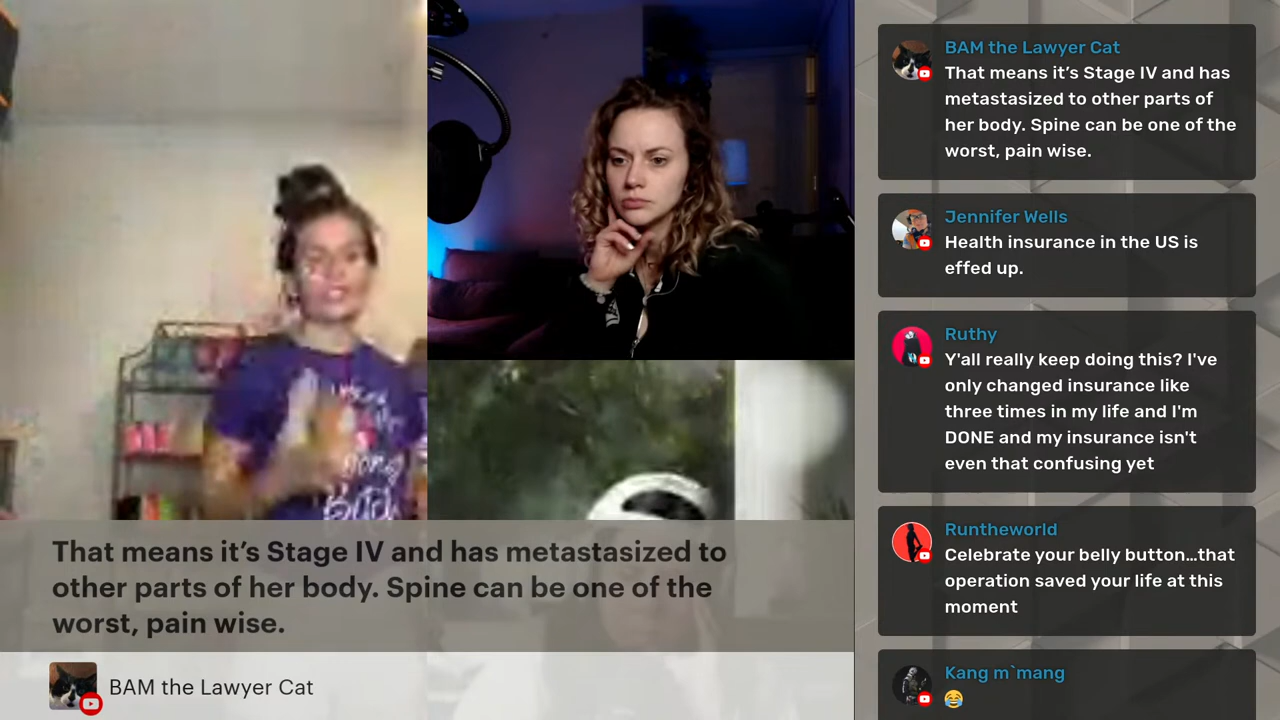 BAM the Lawyer Cat
That means it’s Stage IV and has
metastasized to other parts of
her body. Spine can be one of the
worst, pain wise.
Jennifer Wells
Health insurance in the US is
effed up.
Ruthy
Y'all really keep doing this? I've
only changed insurance like
three times in my life and I'm
DONE and my insurance isn't
even that confusing yet
Runtheworld
Celebrate your belly button...that
operation saved your life at this
moment
Kang m`mang
😂
That means it’s Stage IV and has metastasized to
other parts of her body. Spine can be one of the
worst, pain wise.
BAM the Lawyer Cat